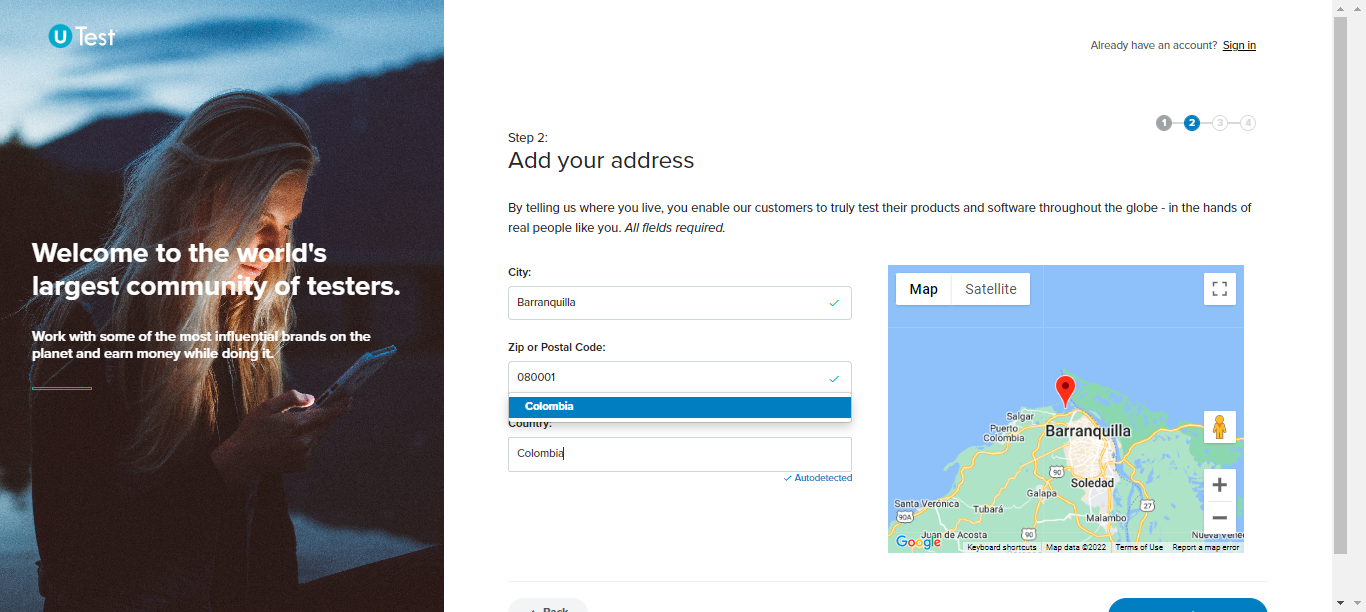 u Test
Already have an account? Sign in
1 2 3 4
Step 2:
Add your address
By telling us where you live, you enable our customers to truly test their products and software throughout the globe - in the hands of
real people like you. All fields required.
Welcome to the world's
largest community of testers.
Work with some of the most influential brands on the
planet and earn money while doing it.
City:
Barranquilla
Zip or Postal Code:
080001
Colombia
Country:
Colombia
Autodetected
Map Satellite
Salgar
Puerto
Colombia
Barranquilla
90
Soledad
Galapa
Santa Verónica
90A
Tubará
27
Malambo
Juan de Acosta
90
Nueva Vene
Google
Keyboard shortcuts Map data ©2022 Terms of Use Report a map error
Back